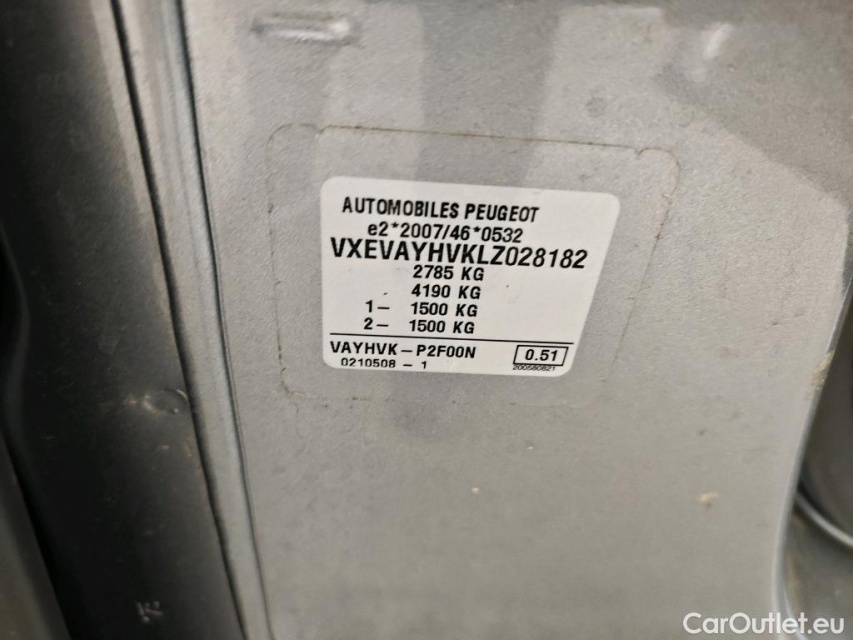 AUTOMOBILES PEUGEOT
e2*2007/46*0532
VXEVAYHVKLZ028182
2785 KG
4190 KG
1- 1500 KG
2- 1500 KG
VAYHVK-P2F00N 0.51
0210508 - 1 200580821
CarOutlet.eu